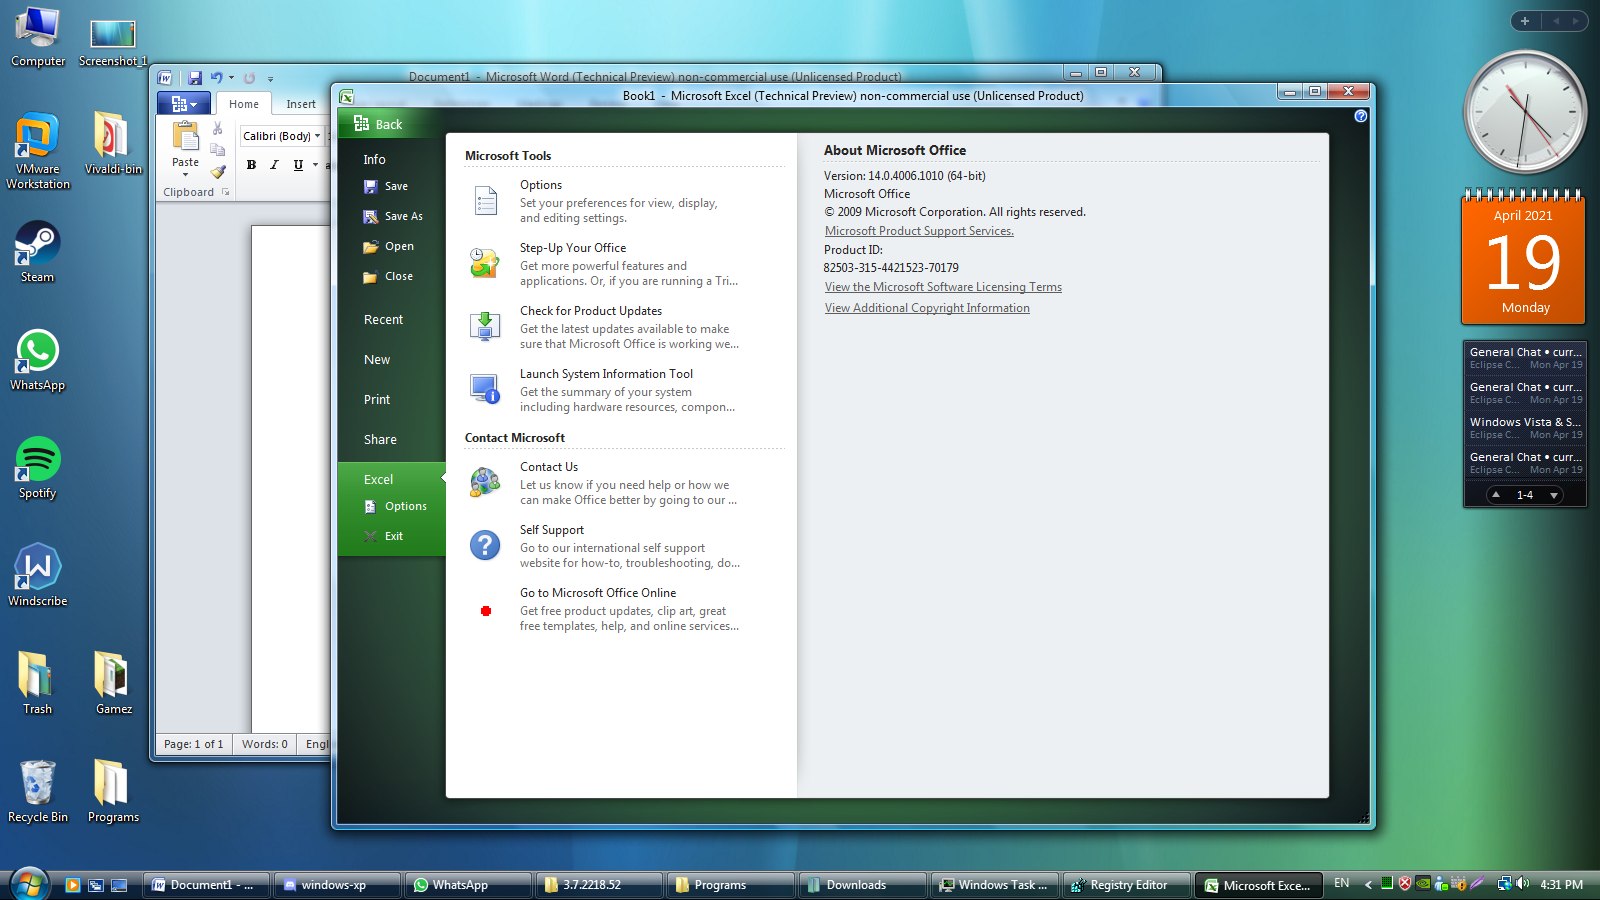 Computer
Screenshot_1
VMware
Workstation
Vivaldi-bin
Steam
WhatsApp
Spotify
Windscribe
Trash
Gamez
Recycle Bin
Programs
Document1 - Microsoft Word (Technical Preview) non-commercial use (Unlicensed Product)
Home
Insert
Paste
Calibri (Body)
B I U
Clipboard
Page: 1 of 1
Words: 0
Engl
Book1 - Microsoft Excel (Technical Preview) non-commercial use (Unlicensed Product)
Back
Info
Save
Save As
Open
Close
Recent
New
Print
Share
Excel
Options
Exit
Microsoft Tools
Options
Set your preferences for view, display,
and editing settings.
Step-Up Your Office
Get more powerful features and
applications. Or, if you are running a Tri...
Check for Product Updates
Get the latest updates available to make
sure that Microsoft Office is working we...
Launch System Information Tool
Get the summary of your system
including hardware resources, compon...
Contact Microsoft
Contact Us
Let us know if you need help or how we
can make Office better by going to our ...
Self Support
Go to our international self support
website for how-to, troubleshooting, do...
Go to Microsoft Office Online
Get free product updates, clip art, great
free templates, help, and online services...
About Microsoft Office
Version: 14.0.4006.1010 (64-bit)
Microsoft Office
© 2009 Microsoft Corporation. All rights reserved.
Microsoft Product Support Services.
Product ID:
82503-315-4421523-70179
View the Microsoft Software Licensing Terms
View Additional Copyright Information
April 2021
19
Monday
General Chat • curr...
Eclipse C... Mon Apr 19
General Chat • curr...
Eclipse C... Mon Apr 19
Windows Vista & S...
Eclipse C... Mon Apr 19
General Chat • curr...
Eclipse C... Mon Apr 19
1-4
Document1 - ...
windows-xp
WhatsApp
3.7.2218.52
Programs
Downloads
Windows Task ...
Registry Editor
Microsoft Exce...
EN
4:31 PM